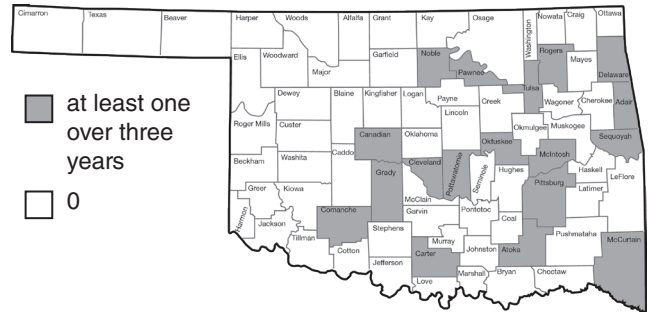 Cimarron Texas Beaver Harper Woods Alfalfa Grant Kay Osage Washington Nowata Craig Ottawa
Ellis Woodward Major Garfield Noble Pawnee Rogers Mayes Delaware
Dewey Blaine Kingfisher Logan Payne Creek Tulsa Wagoner Cherokee Adair
Roger Mills Custer Canadian Oklahoma Lincoln Okfuskee Okmulgee Muskogee Sequoyah
Beckham Washita Caddo Grady Cleveland Pottawatomie Seminole Hughes McIntosh Haskell LeFlore
Greer Kiowa McClain Pittsburg Latimer
Harmon Jackson Comanche Stephens Garvin Pontotoc Coal Pushmataha McCurtain
Tillman Cotton Carter Murray Johnston Atoka
Jefferson Love Marshall Bryan Choctaw
at least one
over three
years
0